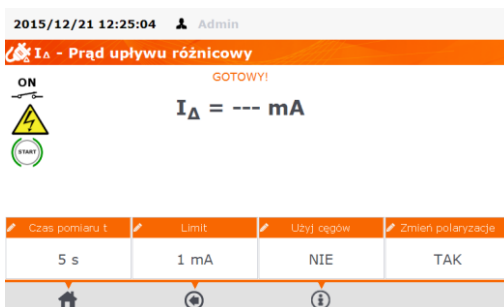 2015/12/21 12:25:04 Admin
IΔ - Prąd upływu różnicowy
GOTOWY!
ON
IΔ = --- mA
START
Czas pomiaru t Limit Użyj cęgów Zmień polaryzacje
5 s 1 mA NIE TAK